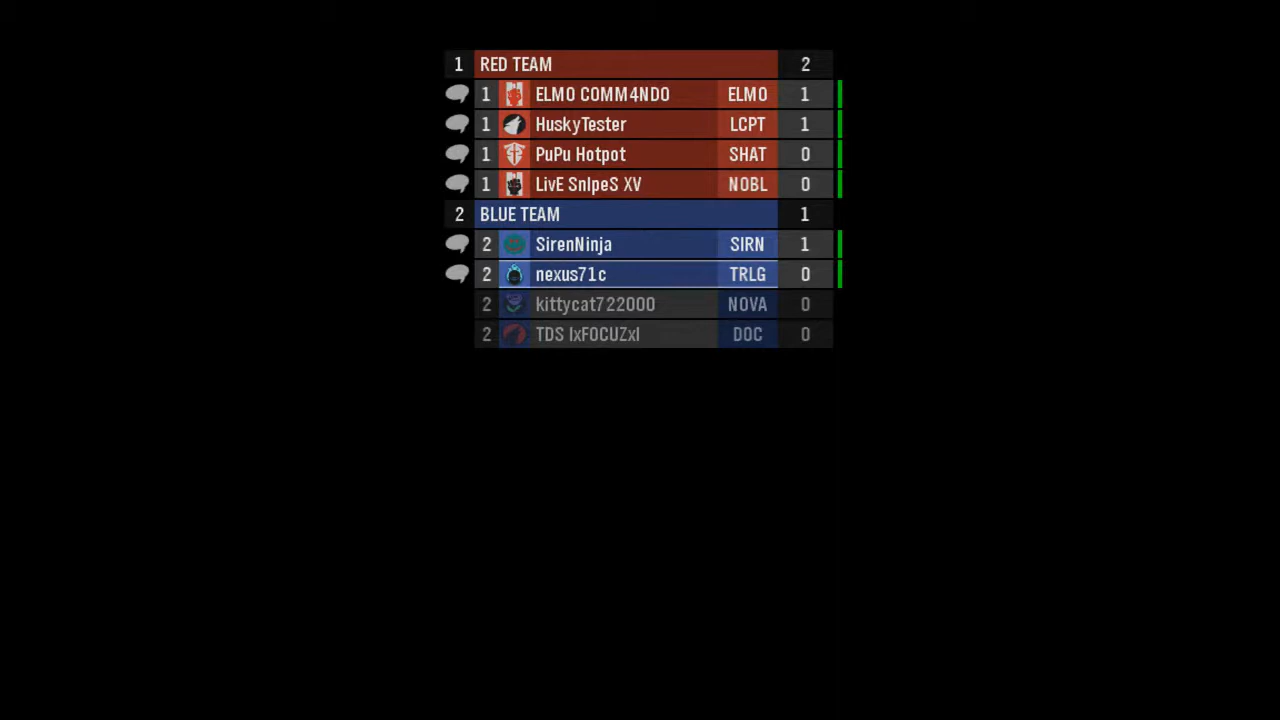 1 RED TEAM 2
1 ELMO COMM4NDO ELMO 1
1 HuskyTester LCPT 1
1 PuPu Hotpot SHAT 0
1 LivE SnIpeS XV NOBL 0
2 BLUE TEAM 1
2 SirenNinja SIRN 1
2 nexus71c TRLG 0
2 kittycat722000 NOVA 0
2 TDS IxFOCUZxI DOC 0